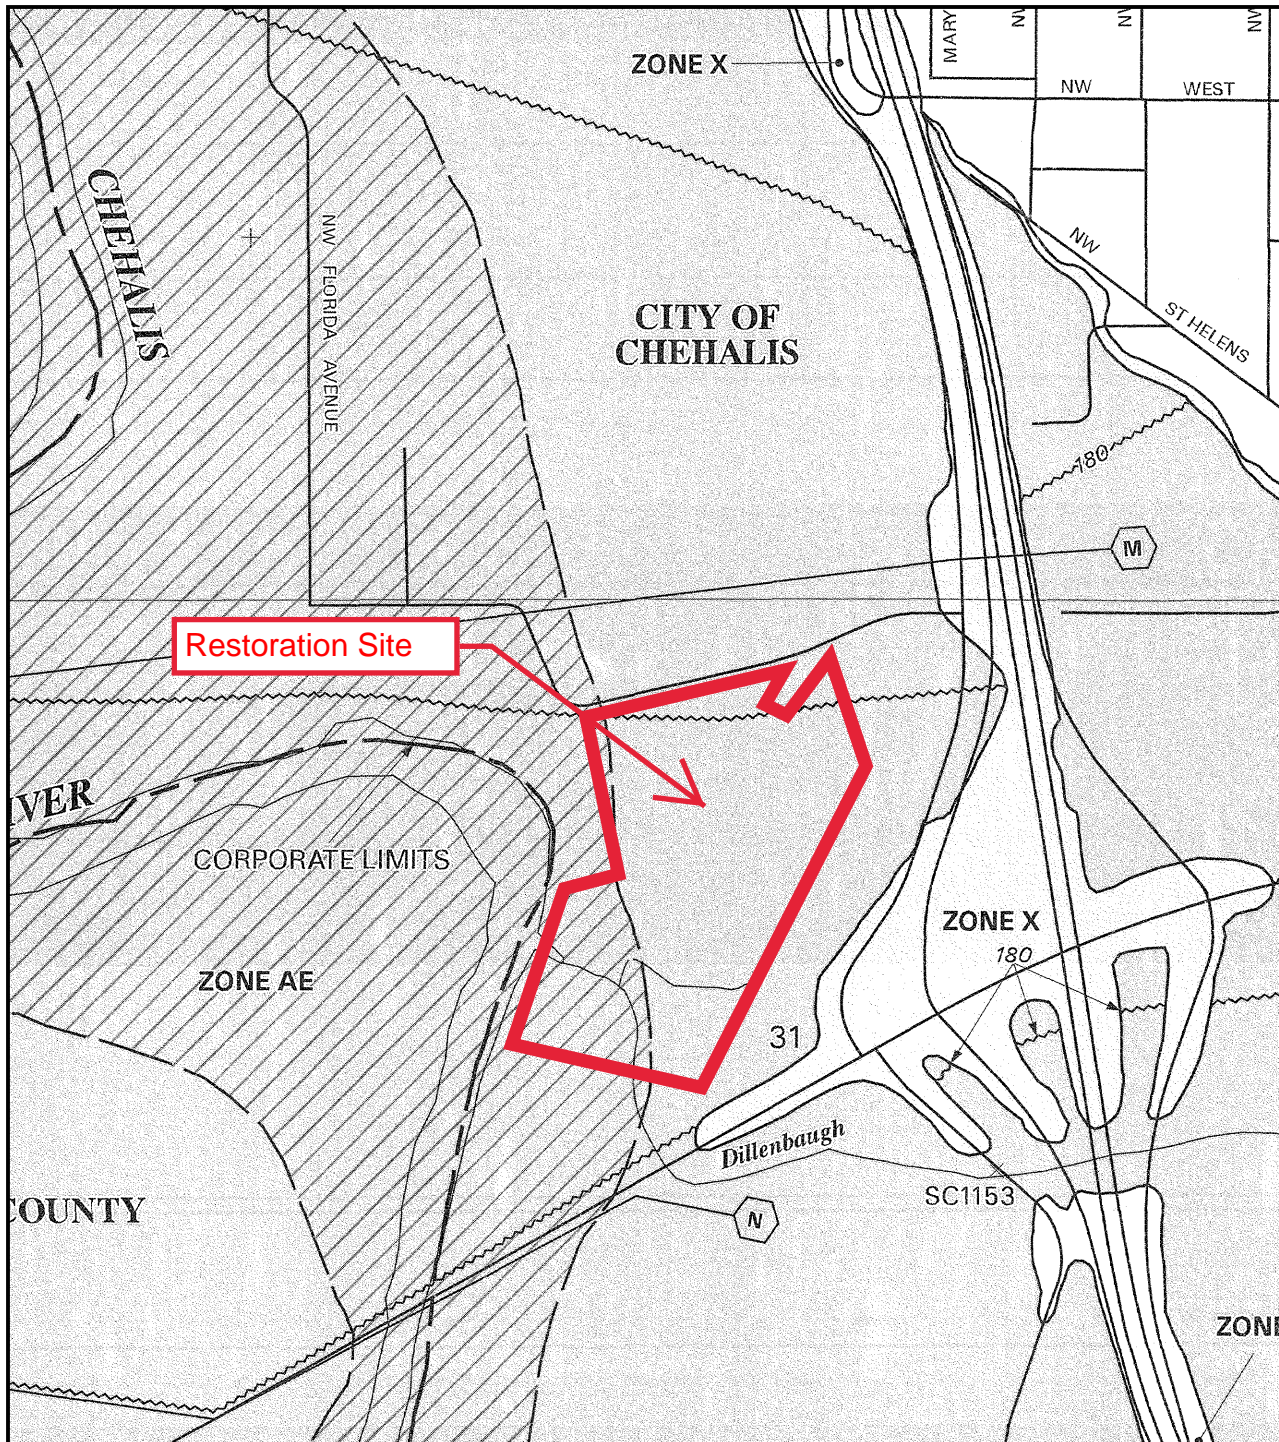 MARY
NW
NW
NW
ZONE X
NW
WEST
CHEHALIS
NW FLORIDA AVENUE
NW
ST HELENS
CITY OF
CHEHALIS
180
M
Restoration Site
IVER
CORPORATE LIMITS
ZONE AE
ZONE X
180
31
Dillenbaugh
SC1153
COUNTY
N
ZONE